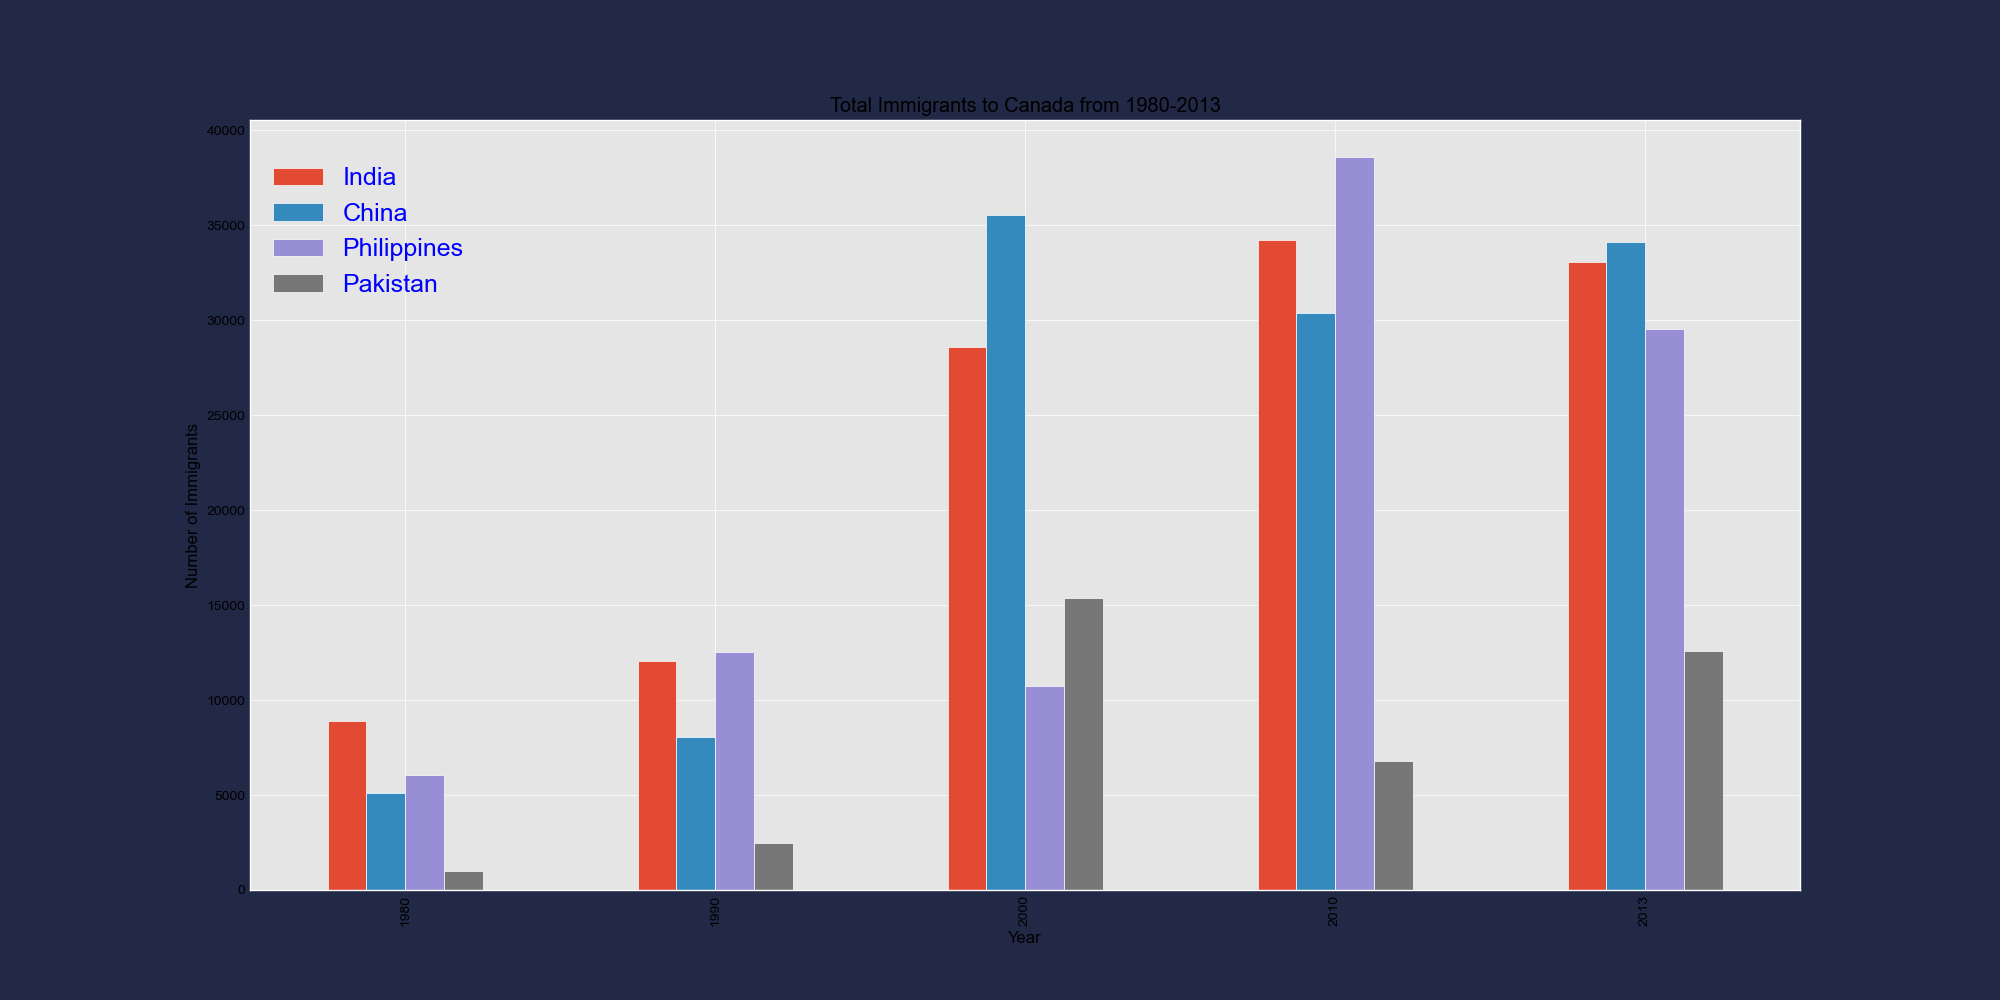 Total Immigrants to Canada from 1980-2013
40000
35000
30000
25000
20000
15000
10000
5000
0
Number of Immigrants
India
China
Philippines
Pakistan
1980
1990
2000
2010
2013
Year